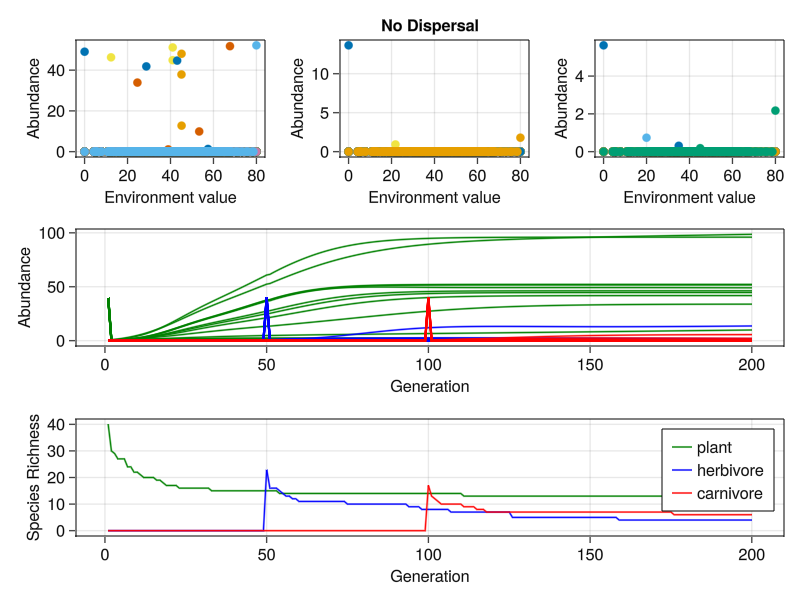 No Dispersal
Abundance
40
20
0
0 20 40 60 80
Environment value
Abundance
10
5
0
0 20 40 60 80
Environment value
Abundance
4
2
0
0 20 40 60 80
Environment value
Abundance
100
50
0
0 50 100 150 200
Generation
Species Richness
40
30
20
10
0
0 50 100 150 200
Generation
plant
herbivore
carnivore